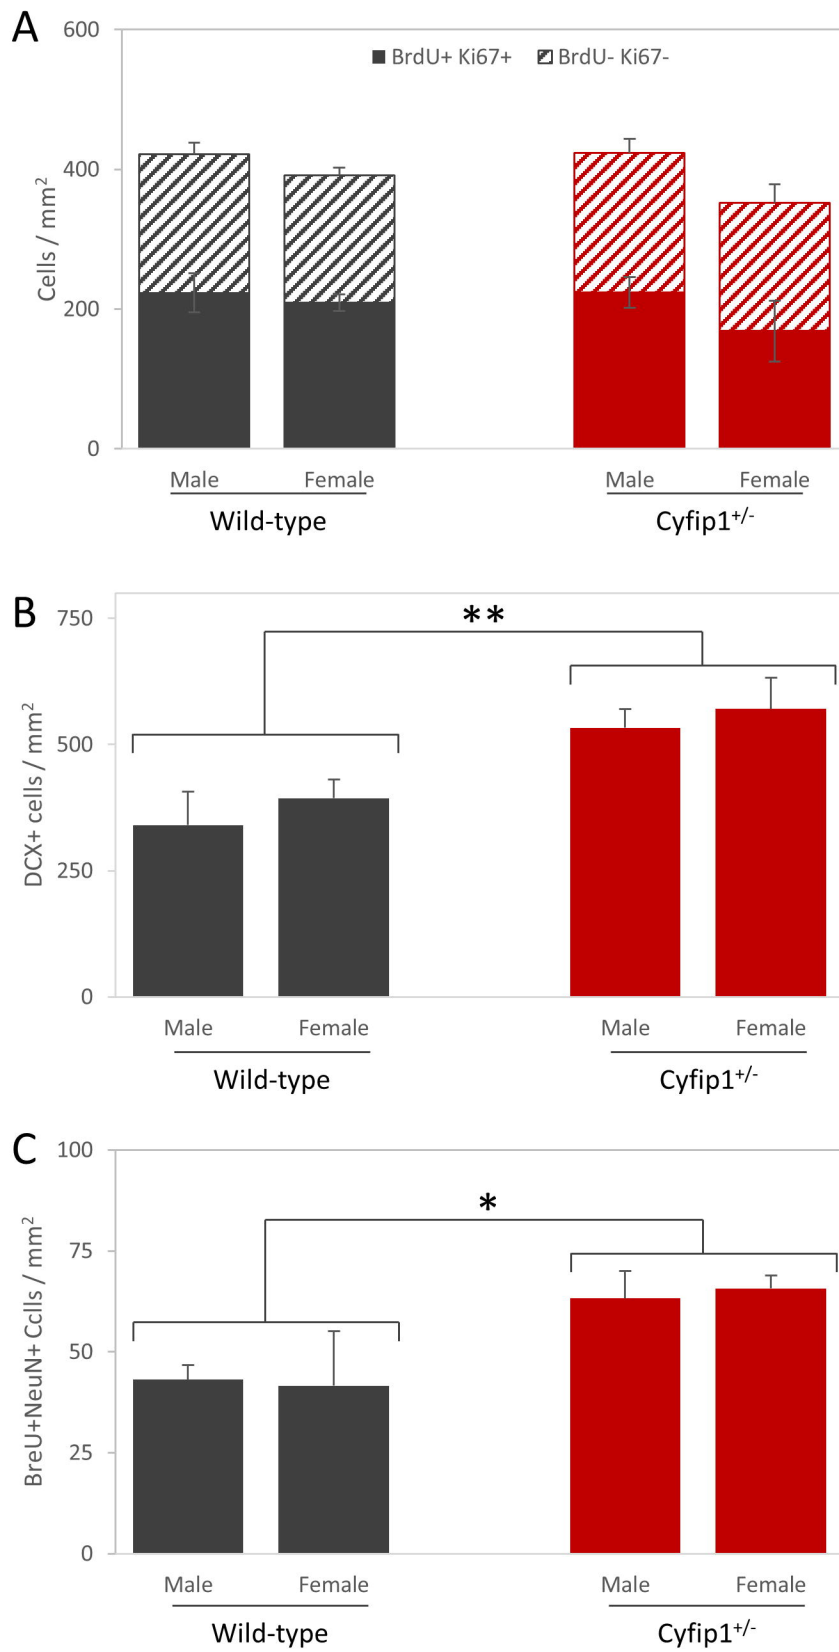 A
600
BrdU+ Ki67+ BrdU- Ki67-
400
Cells / mm²
200
0
Male Female Male Female
Wild-type Cyfip1+/-
B
750
**
500
DCX+ cells / mm²
250
0
Male Female Male Female
Wild-type Cyfip1+/-
C
100
*
75
BreU+NeuN+ Cclls / mm²
50
25
0
Male Female Male Female
Wild-type Cyfip1+/-